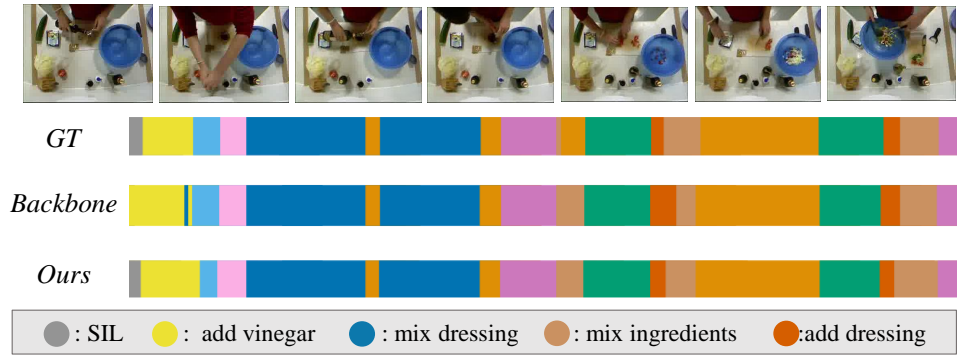 GT
Backbone
Ours
: SIL : add vinegar : mix dressing : mix ingredients :add dressing